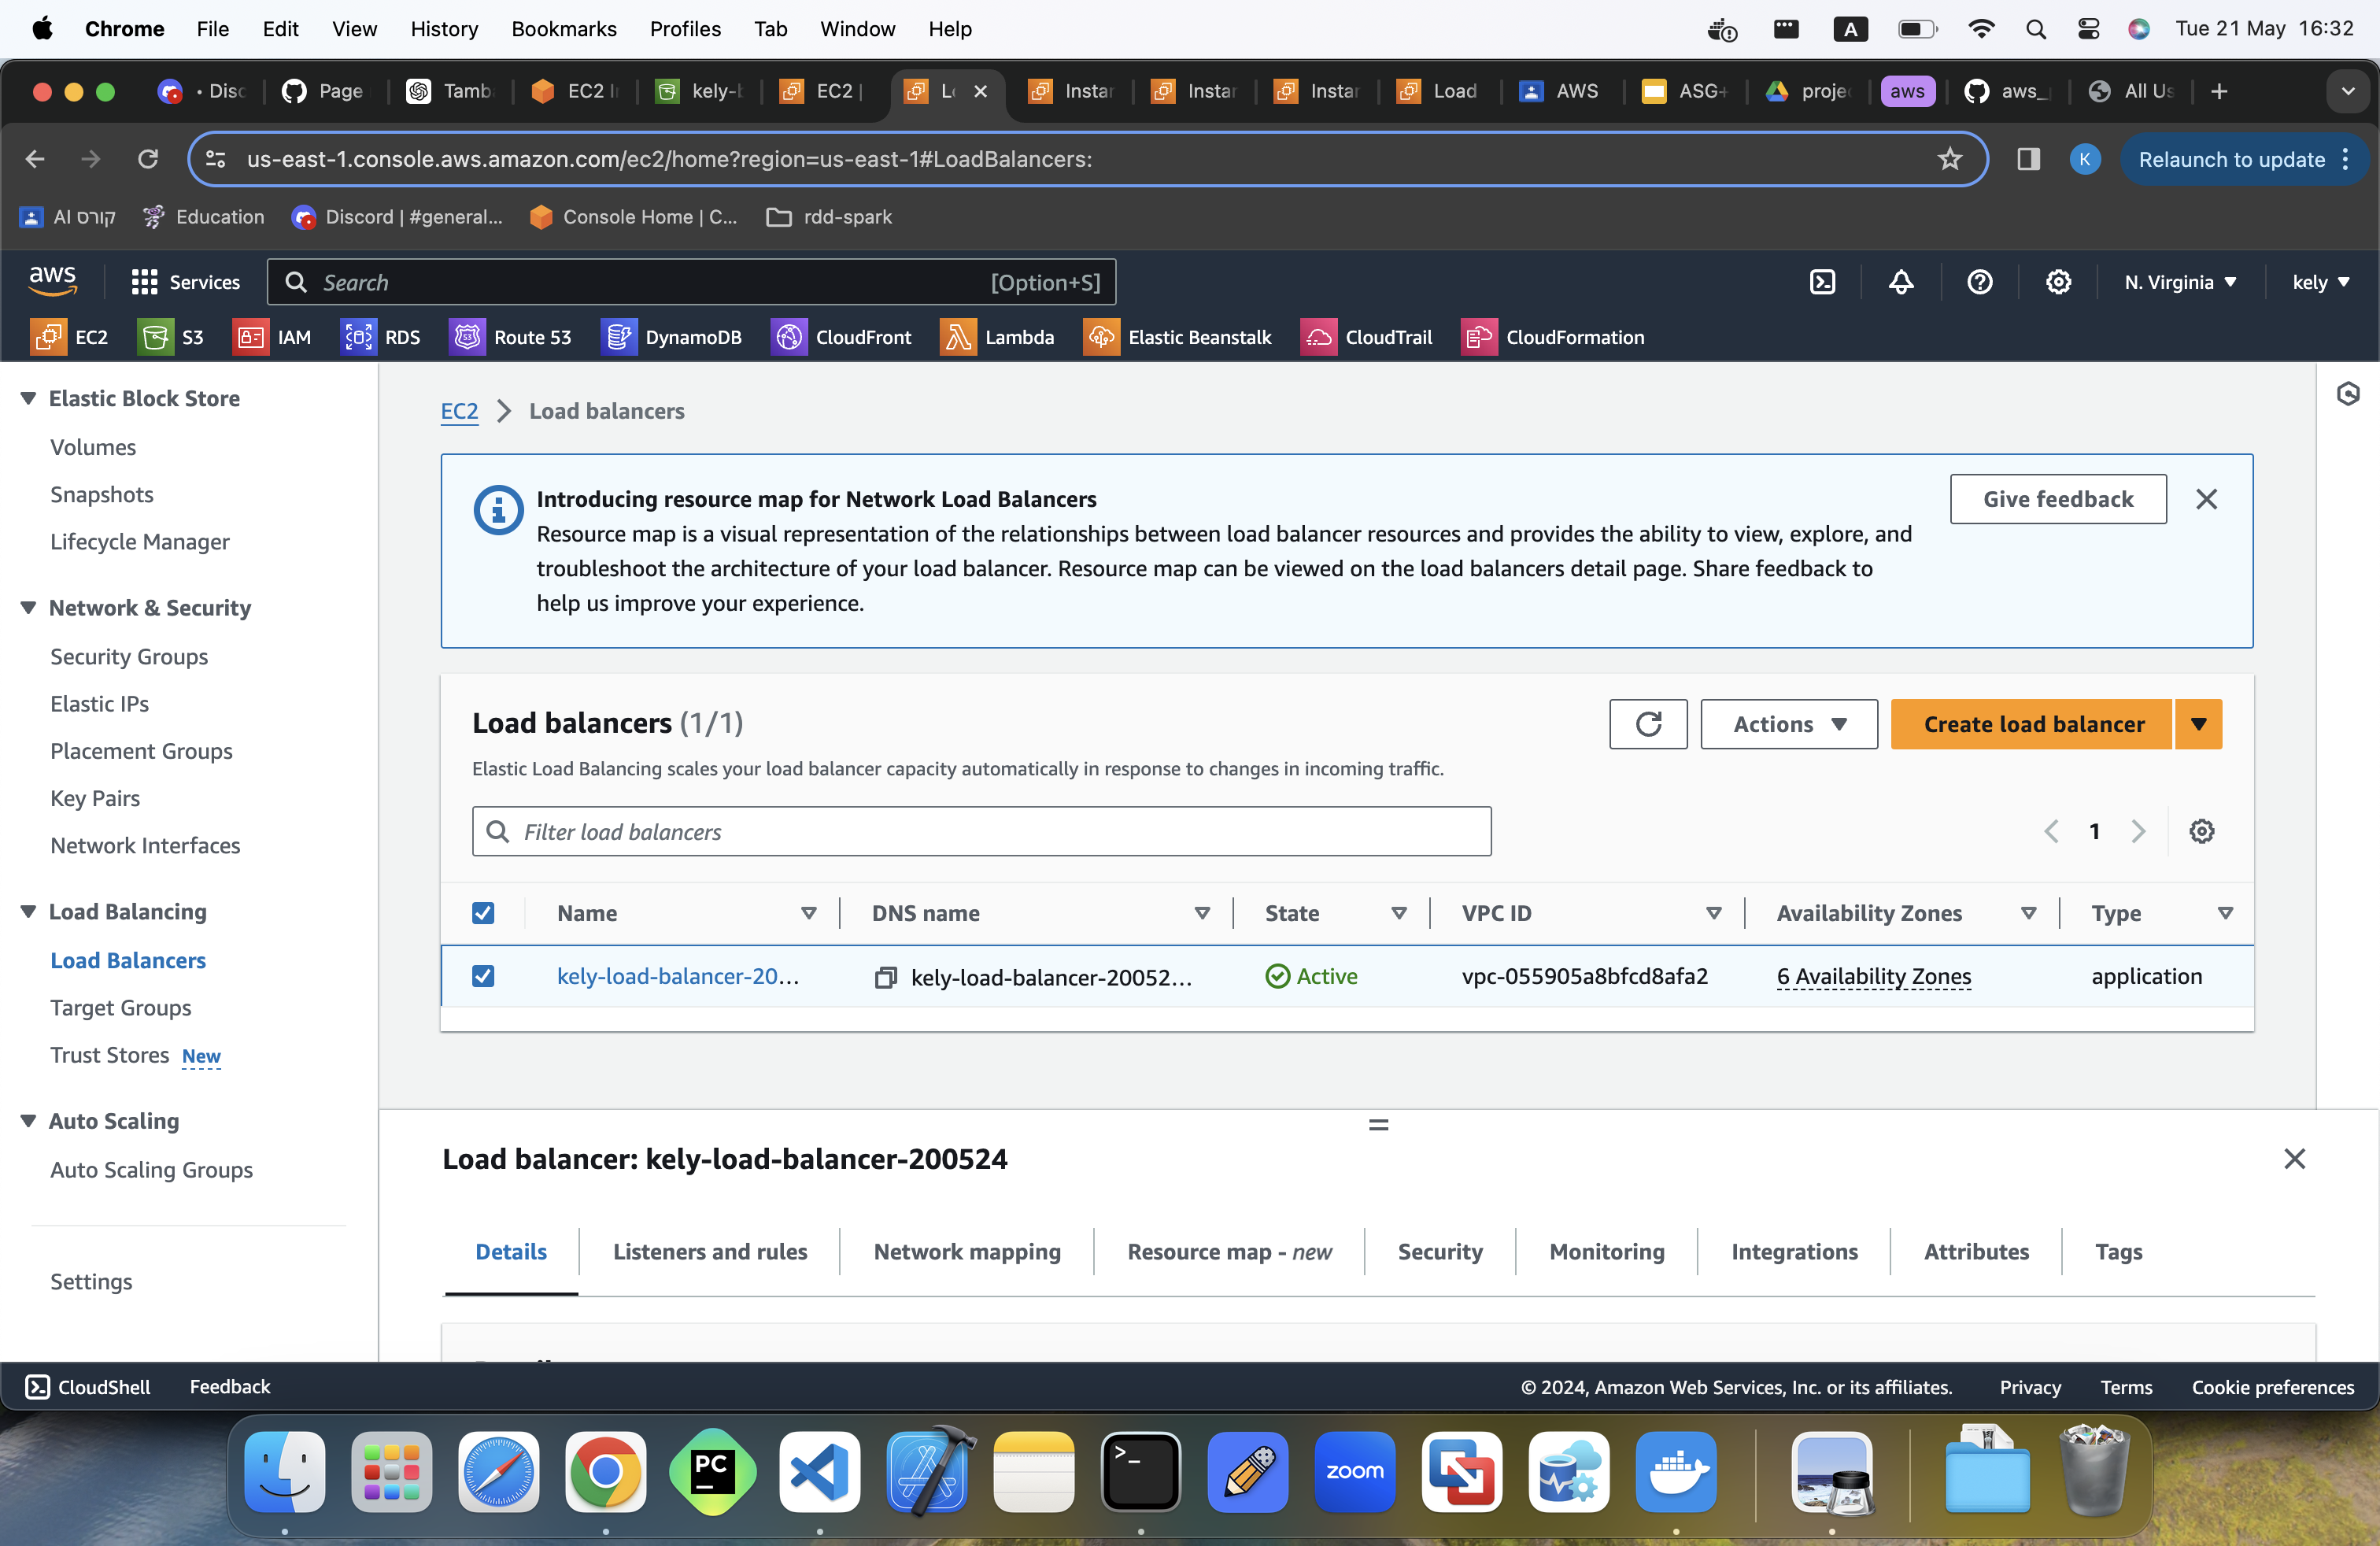 Chrome File Edit View History Bookmarks Profiles Tab Window Help A Tue 21 May 16:32
• Disc Page Tamb EC2 In kely-b EC2 | Lo Instar Instar Instar Load AWS ASG+ proje aws aws_ All Us
us-east-1.console.aws.amazon.com/ec2/home?region=us-east-1#LoadBalancers: K Relaunch to update
קורס AI Education Discord | #general... Console Home | C... rdd-spark
aws Services Search [Option+S] N. Virginia kely
EC2 S3 IAM RDS Route 53 DynamoDB CloudFront Lambda Elastic Beanstalk CloudTrail CloudFormation
Elastic Block Store
Volumes
Snapshots
Lifecycle Manager
Network & Security
Security Groups
Elastic IPs
Placement Groups
Key Pairs
Network Interfaces
Load Balancing
Load Balancers
Target Groups
Trust Stores New
Auto Scaling
Auto Scaling Groups
Settings
EC2 Load balancers
Introducing resource map for Network Load Balancers
Resource map is a visual representation of the relationships between load balancer resources and provides the ability to view, explore, and
troubleshoot the architecture of your load balancer. Resource map can be viewed on the load balancers detail page. Share feedback to
help us improve your experience.
Give feedback
Load balancers (1/1)
Actions
Create load balancer
Elastic Load Balancing scales your load balancer capacity automatically in response to changes in incoming traffic.
Filter load balancers
1
Name DNS name State VPC ID Availability Zones Type
kely-load-balancer-20... kely-load-balancer-20052... Active vpc-055905a8bfcd8afa2 6 Availability Zones application
Load balancer: kely-load-balancer-200524
Details Listeners and rules Network mapping Resource map - new Security Monitoring Integrations Attributes Tags
CloudShell Feedback © 2024, Amazon Web Services, Inc. or its affiliates. Privacy Terms Cookie preferences
PC zoom